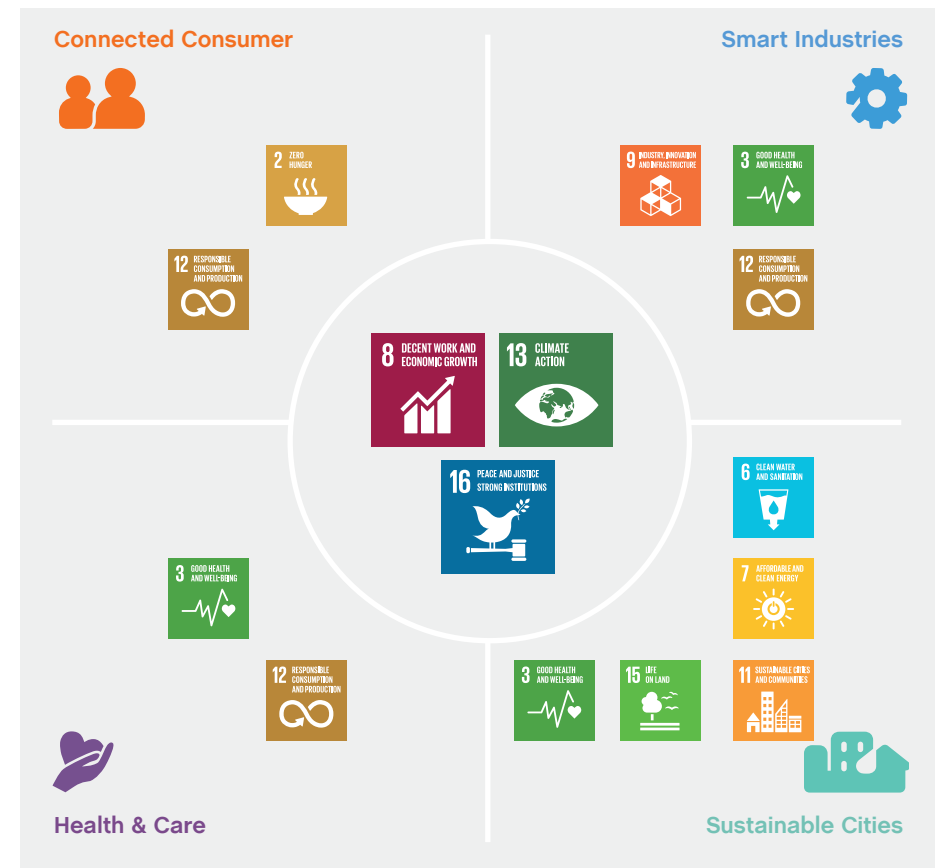 Connected Consumer
Smart Industries
2 ZERO
HUNGER
9 INDUSTRY, INNOVATION
AND INFRASTRUCTURE
3 GOOD HEALTH
AND WELL-BEING
12 RESPONSIBLE
CONSUMPTION
AND PRODUCTION
12 RESPONSIBLE
CONSUMPTION
AND PRODUCTION
8 DECENT WORK AND
ECONOMIC GROWTH
13 CLIMATE
ACTION
16 PEACE AND JUSTICE
STRONG INSTITUTIONS
6 CLEAN WATER
AND SANITATION
3 GOOD HEALTH
AND WELL-BEING
7 AFFORDABLE AND
CLEAN ENERGY
12 RESPONSIBLE
CONSUMPTION
AND PRODUCTION
3 GOOD HEALTH
AND WELL-BEING
15 LIFE
ON LAND
11 SUSTAINABLE CITIES
AND COMMUNITIES
Health & Care
Sustainable Cities